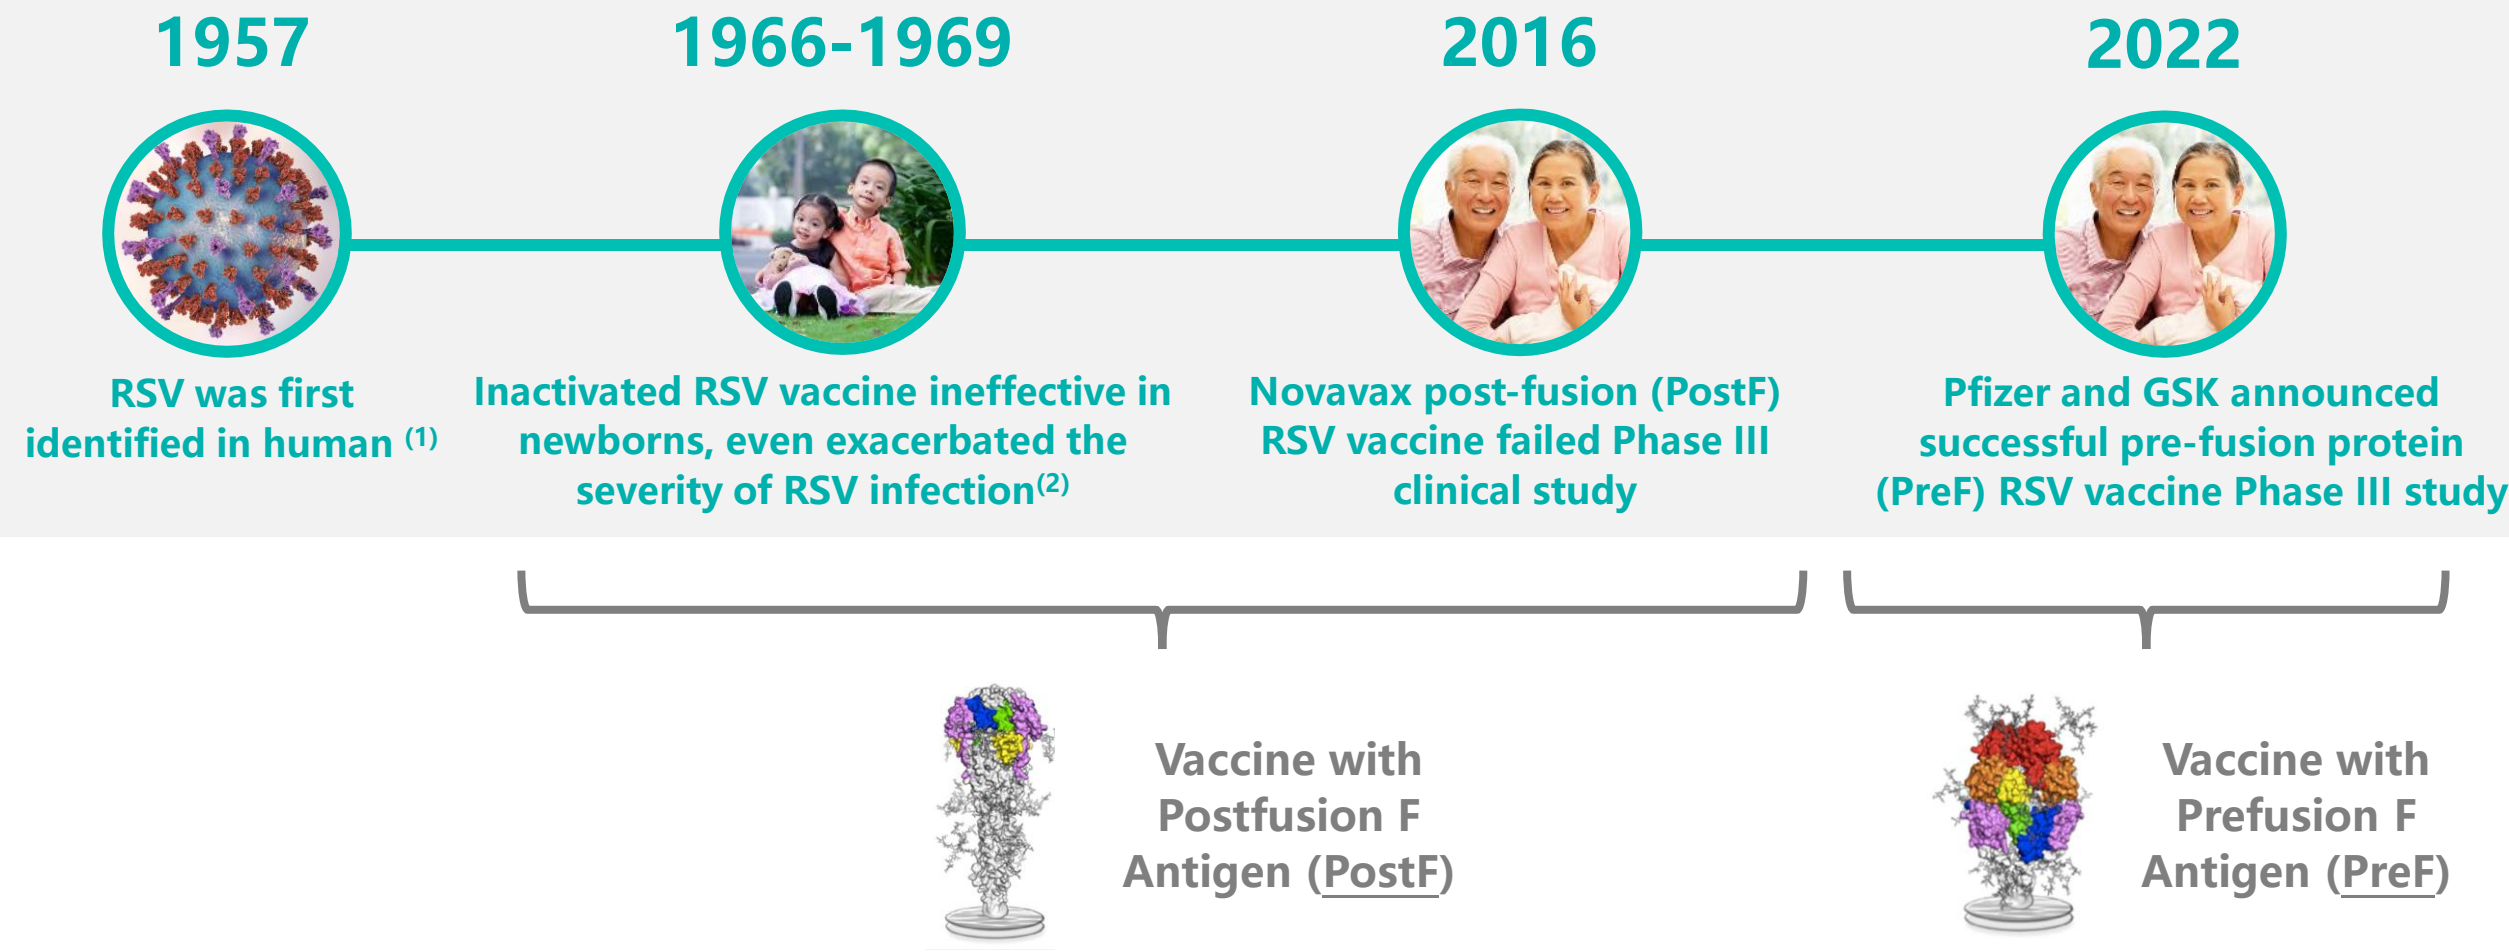 1957
RSV was first
identified in human (1)
1966-1969
Inactivated RSV vaccine ineffective in
newborns, even exacerbated the
severity of RSV infection(2)
2016
Novavax post-fusion (PostF)
RSV vaccine failed Phase III
clinical study
2022
Pfizer and GSK announced
successful pre-fusion protein
(PreF) RSV vaccine Phase III study
Vaccine with
Postfusion F
Antigen (PostF)
Vaccine with
Prefusion F
Antigen (PreF)